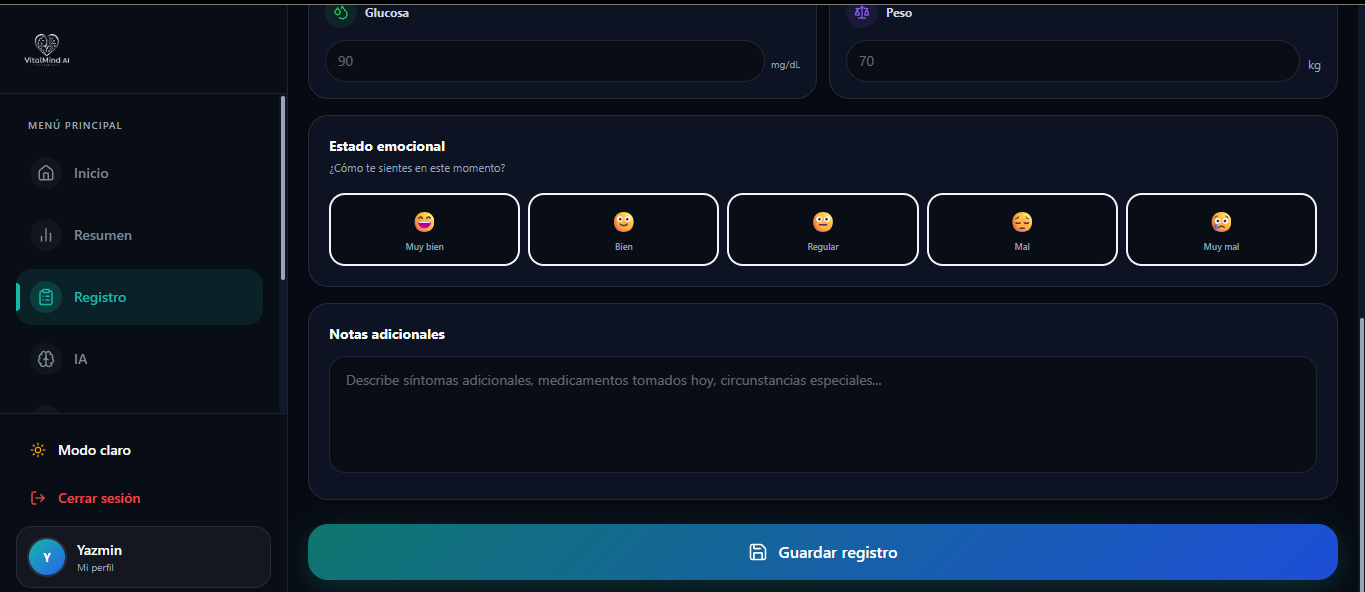 VitalMind AI
MENÚ PRINCIPAL
Inicio
Resumen
Registro
IA
Modo claro
Cerrar sesión
Y
Yazmin
Mi perfil
Glucosa
90
mg/dL
Peso
70
kg
Estado emocional
¿Cómo te sientes en este momento?
Muy bien
Bien
Regular
Mal
Muy mal
Notas adicionales
Describe síntomas adicionales, medicamentos tomados hoy, circunstancias especiales...
Guardar registro